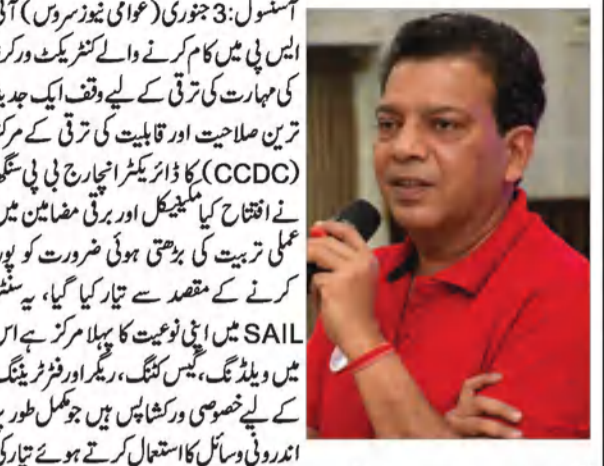 آسنسول:3 جنوری (عوامی نیوز سروس) آئی
ایس پی میں کام کرنے والے کنٹریکٹ ورکر
کی مہارت کی ترقی کے لیے وقف ایک جدید
ترین صلاحیت اور قابلیت کی ترقی کے مرکز
(CCDC) کا ڈائریکٹر انچارج بی پی سنگھ
نے افتتاح کیا مکینیکل اور برقی مضامین میں
عملی تربیت کی بڑھتی ہوئی ضرورت کو پور
کرنے کے مقصد سے تیار کیا گیا، یہ سنٹر
SAIL میں اپنی نوعیت کا پہلا مرکز ہے اس
میں ویلڈنگ، گیس کٹنگ، ریگر اور فٹر ٹریننگ
کے لیے خصوصی ورکشاپس ہیں جو مکمل طور پر
اندرونی وسائل کا استعمال کرتے ہوئے تیار کی